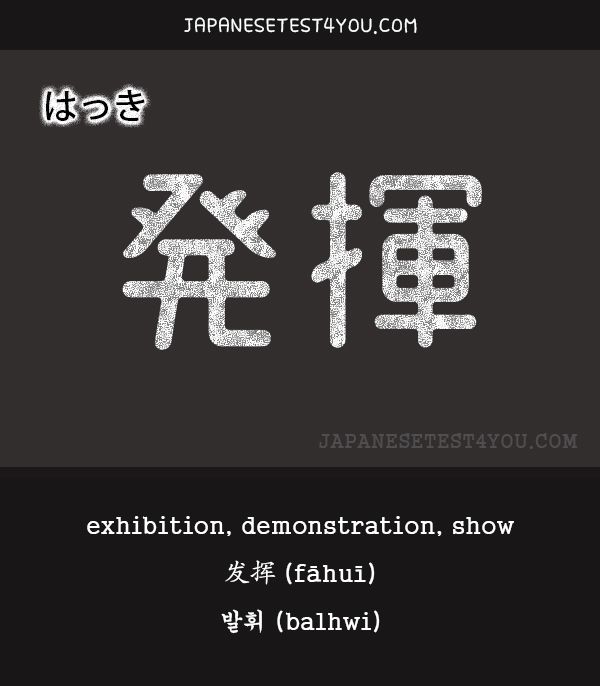 JAPANESETEST4YOU.COM
はっき
発揮
JAPANESETEST4YOU.COM
exhibition, demonstration, show
发挥 (fāhuī)
발휘 (balhwi)